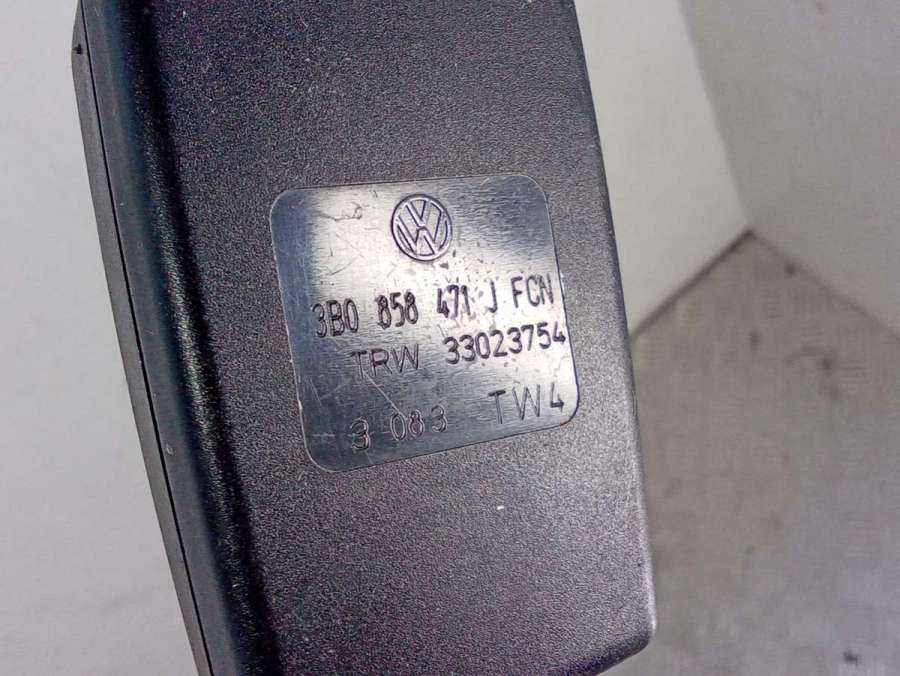 3B0 858 471 J FCN
TRW 33023754
3 083 TW4